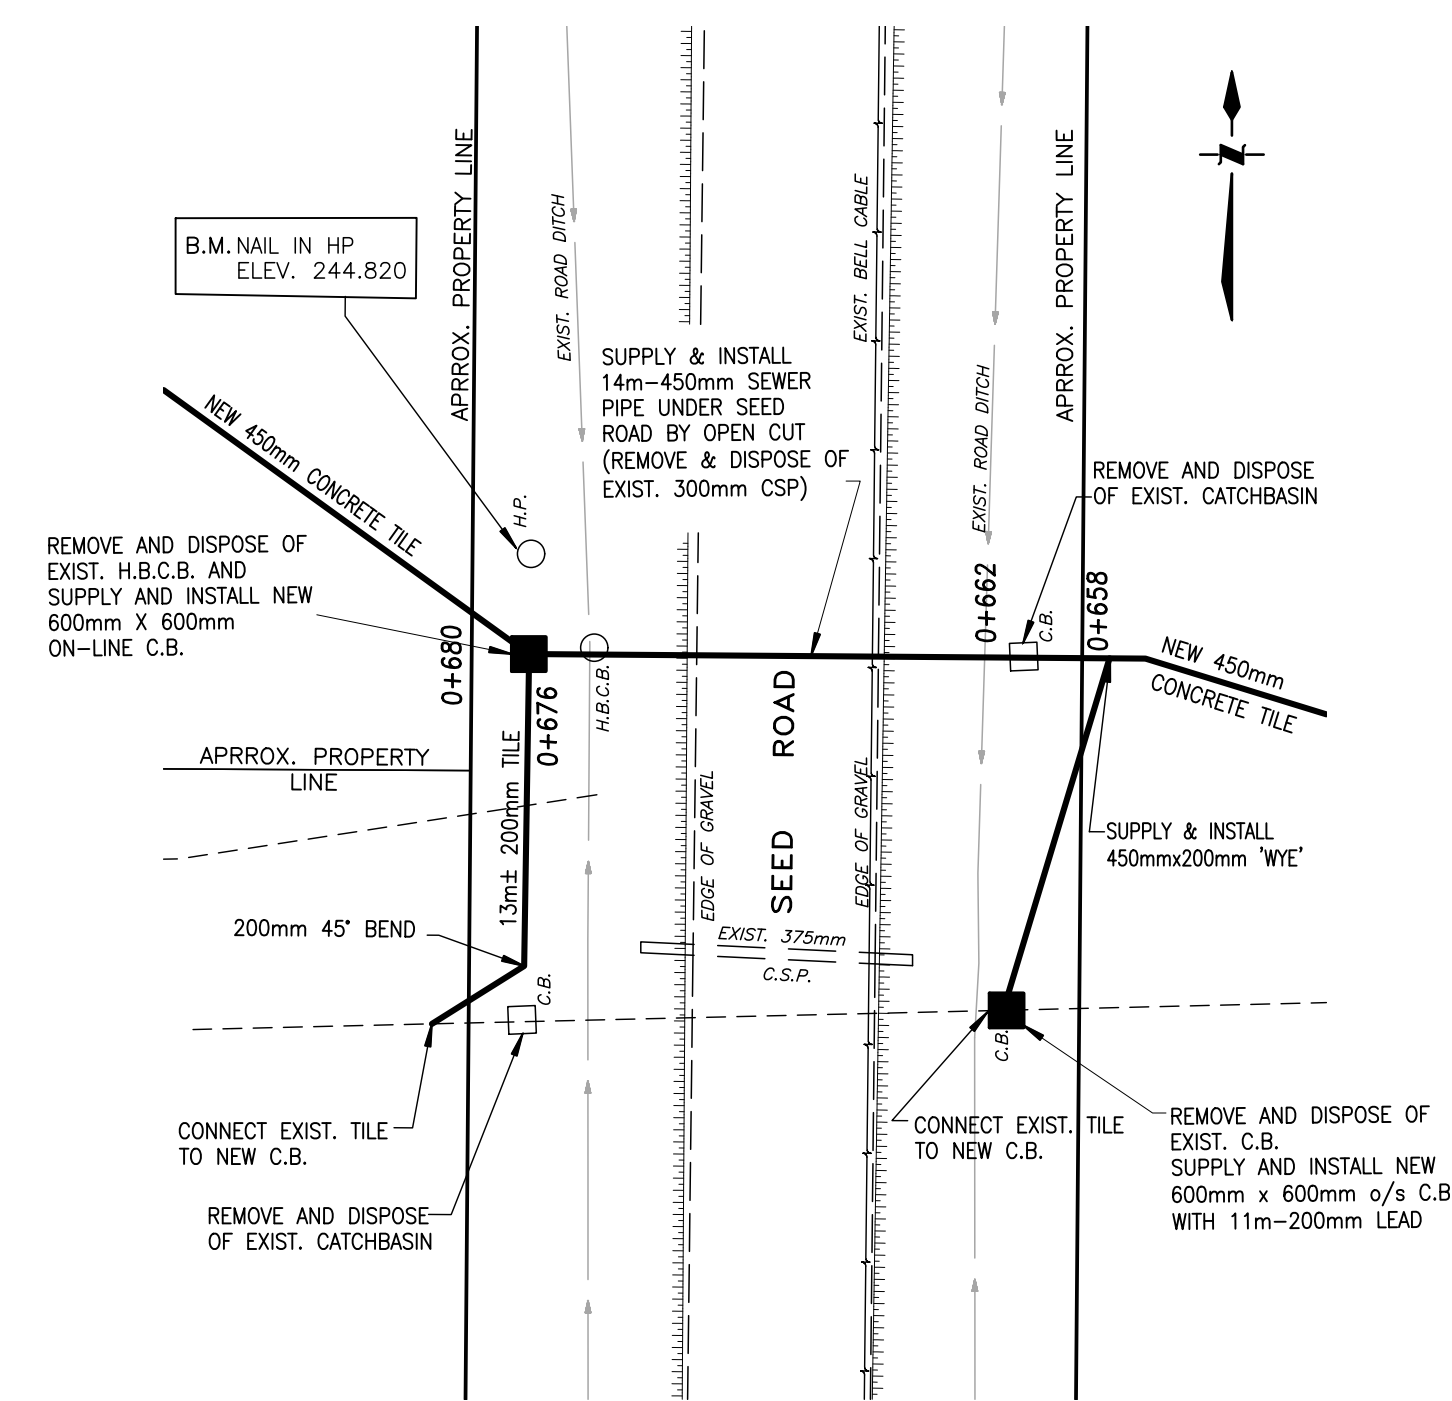 APRROX. PROPERTY LINE
APRROX. PROPERTY LINE
EXIST. ROAD DITCH
EXIST. BELL CABLE
B.M. NAIL IN HP
ELEV. 244.820
SUPPLY & INSTALL
14m-450mm SEWER
PIPE UNDER SEED
ROAD BY OPEN CUT
(REMOVE & DISPOSE OF
EXIST. 300mm CSP)
EXIST. ROAD DITCH
NEW 450mm CONCRETE TILE
REMOVE AND DISPOSE
OF EXIST. CATCHBASIN
H.P.
REMOVE AND DISPOSE OF
EXIST. H.B.C.B. AND
SUPPLY AND INSTALL NEW
600mm X 600mm
ON-LINE C.B.
0+680
0+676
H.B.C.B.
0+662
C.B.
0+658
NEW 450mm
CONCRETE TILE
APRROX. PROPERTY
LINE
13m± 200mm TILE
EDGE OF GRAVEL
SEED ROAD
EDGE OF GRAVEL
SUPPLY & INSTALL
450mmx200mm 'WYE'
200mm 45° BEND
EXIST. 375mm
C.S.P.
C.B.
C.B.
CONNECT EXIST. TILE
TO NEW C.B.
CONNECT EXIST. TILE
TO NEW C.B.
REMOVE AND DISPOSE OF
EXIST. C.B.
SUPPLY AND INSTALL NEW
600mm x 600mm o/s C.B
WITH 11m-200mm LEAD
REMOVE AND DISPOSE
OF EXIST. CATCHBASIN